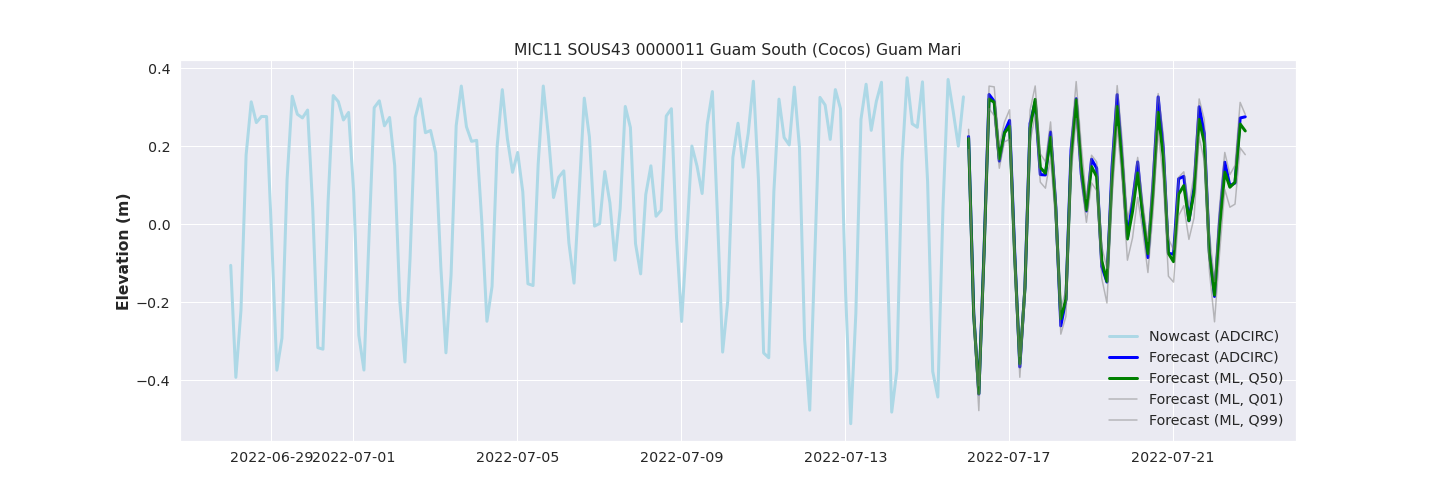 MIC11 SOUS43 0000011 Guam South (Cocos) Guam Mari
Elevation (m)
0.4
0.2
0.0
−0.2
−0.4
2022-06-29
2022-07-01
2022-07-05
2022-07-09
2022-07-13
2022-07-17
2022-07-21
Nowcast (ADCIRC)
Forecast (ADCIRC)
Forecast (ML, Q50)
Forecast (ML, Q01)
Forecast (ML, Q99)